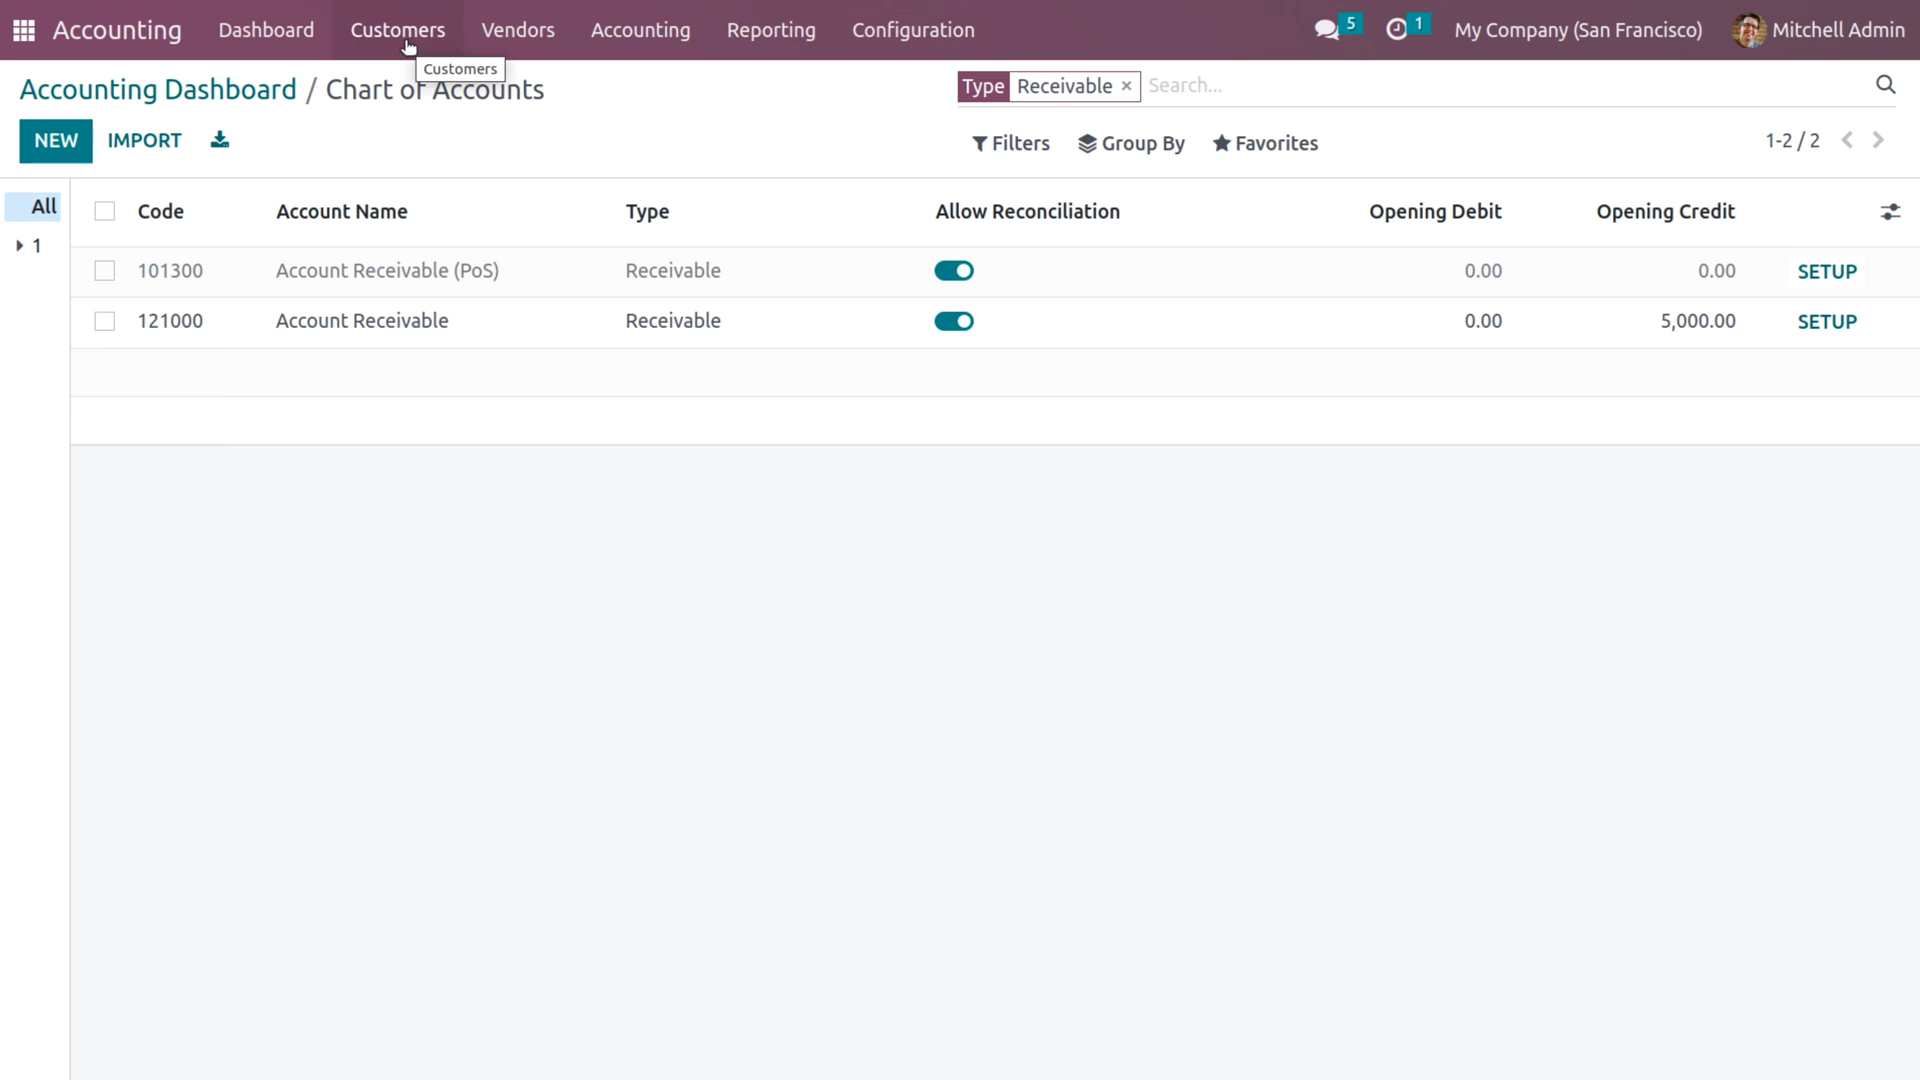 Accounting Dashboard Customers Vendors Accounting Reporting Configuration 5 1 My Company (San Francisco) Mitchell Admin
Customers
Accounting Dashboard / Chart of Accounts Type Receivable × Search...
NEW IMPORT Filters Group By Favorites 1-2 / 2
All Code Account Name Type Allow Reconciliation Opening Debit Opening Credit
1
101300 Account Receivable (PoS) Receivable 0.00 0.00 SETUP
121000 Account Receivable Receivable 0.00 5,000.00 SETUP